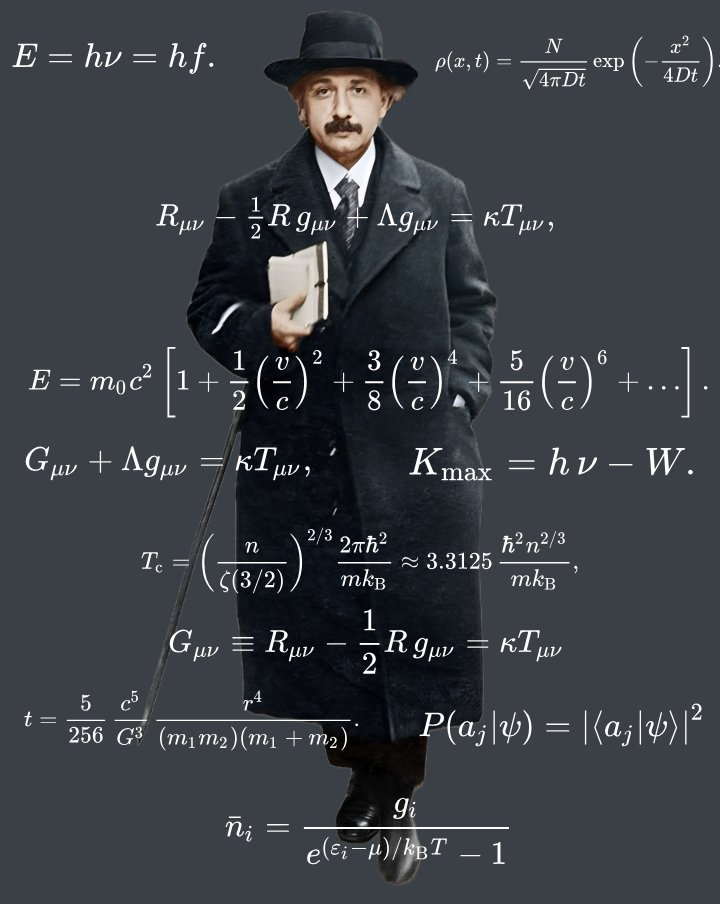 E = hν = hf.
ρ(x, t) = N/√(4πDt) exp(−x²/4Dt).
R_μν − ½R g_μν + Λg_μν = κT_μν,
E = m₀c² [1 + 1/2 (v/c)² + 3/8 (v/c)⁴ + 5/16 (v/c)⁶ + …].
G_μν + Λg_μν = κT_μν,
K_max = h ν − W.
T_c = (n/ζ(3/2))^(2/3) 2πħ²/mk_B ≈ 3.3125 ħ²n^(2/3)/mk_B,
G_μν ≡ R_μν − 1/2 R g_μν = κT_μν
t = 5/256 c⁵/G³ r⁴/(m₁m₂)(m₁ + m₂).
P(a_j|ψ) = |⟨a_j|ψ⟩|²
n̄_i = g_i/e^((ε_i−μ)/k_BT) − 1